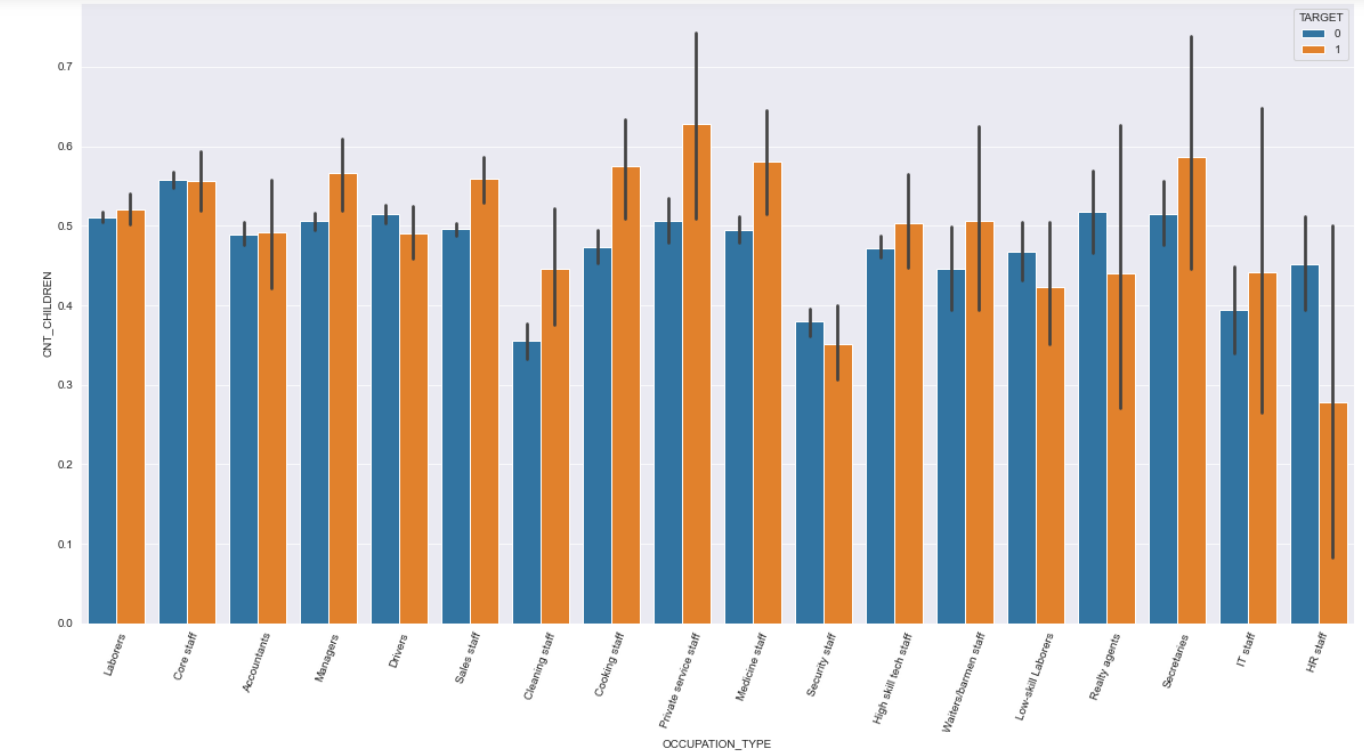 TARGET
0
1
0.7
0.6
0.5
0.4
0.3
0.2
0.1
0.0
CNT_CHILDREN
Laborers
Core staff
Accountants
Managers
Drivers
Sales staff
Cleaning staff
Cooking staff
Private service staff
Medicine staff
Security staff
High skill tech staff
Waiters/barmen staff
Low-skill Laborers
Realty agents
Secretaries
IT staff
HR staff
OCCUPATION_TYPE